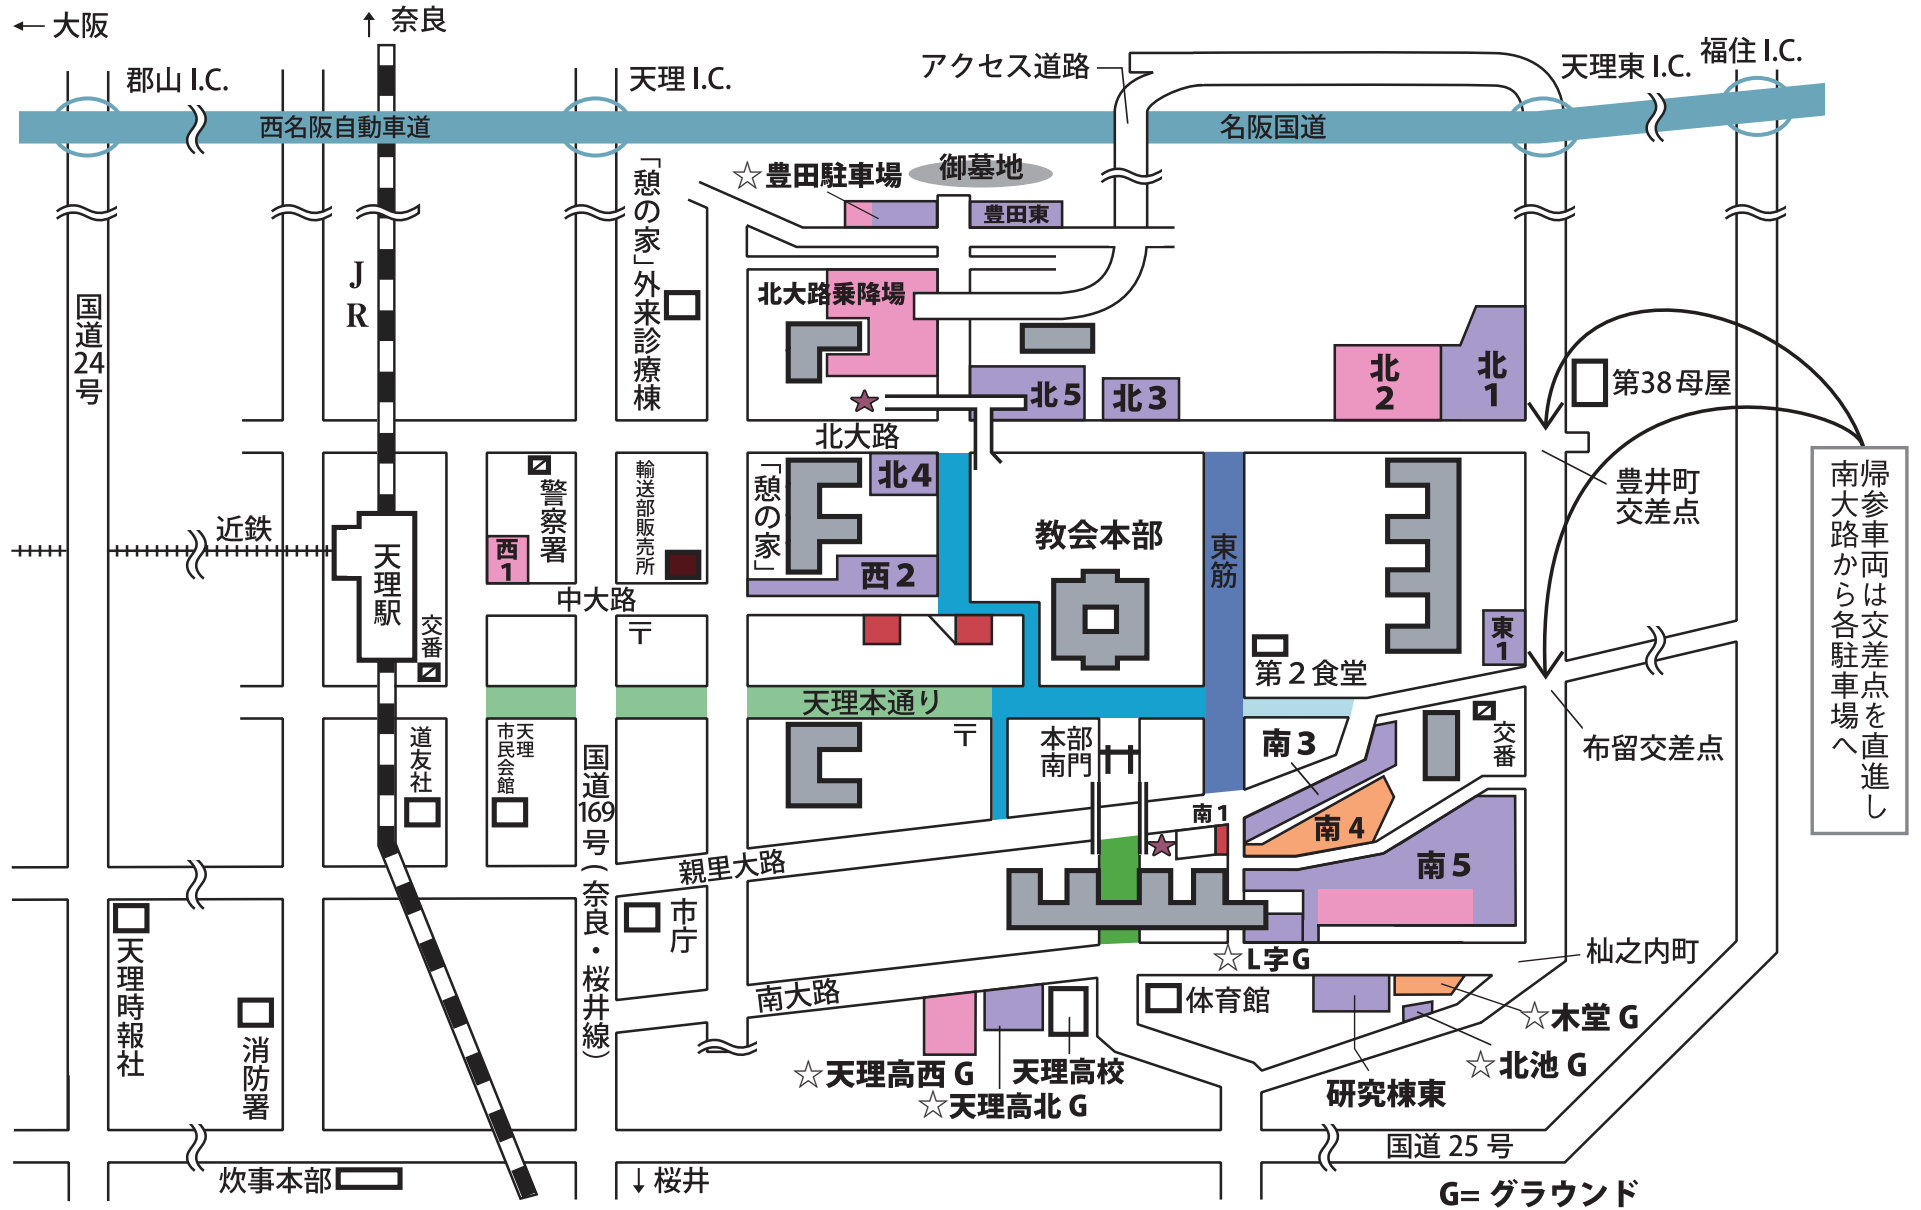 ← 大阪
↑ 奈良
郡山 I.C.
天理 I.C.
アクセス道路
天理東 I.C.
福住 I.C.
西名阪自動車道
名阪国道
「憩の家」外来診療棟
☆豊田駐車場
御墓地
豊田東
J
R
国道24号
北大路乗降場
北5
北3
北2
北1
第38母屋
★
北大路
豊井町
交差点
帰参車両は交差点を直進し
南大路から各駐車場へ
近鉄
天理駅
交番
警察署
西1
輸送部販売所
「憩の家」
北4
西2
教会本部
東筋
中大路
〒
第2食堂
東1
天理本通り
道友社
天理
市民会館
国道169号(奈良・桜井線)
〒
本部
南門
南3
交番
布留交差点
南1
★
南4
南5
親里大路
市庁
天理時報社
消防署
南大路
☆L字G
杣之内町
体育館
☆木堂 G
☆北池 G
☆天理高西 G
天理高校
☆天理高北 G
研究棟東
国道 25 号
炊事本部
↓ 桜井
G= グラウンド